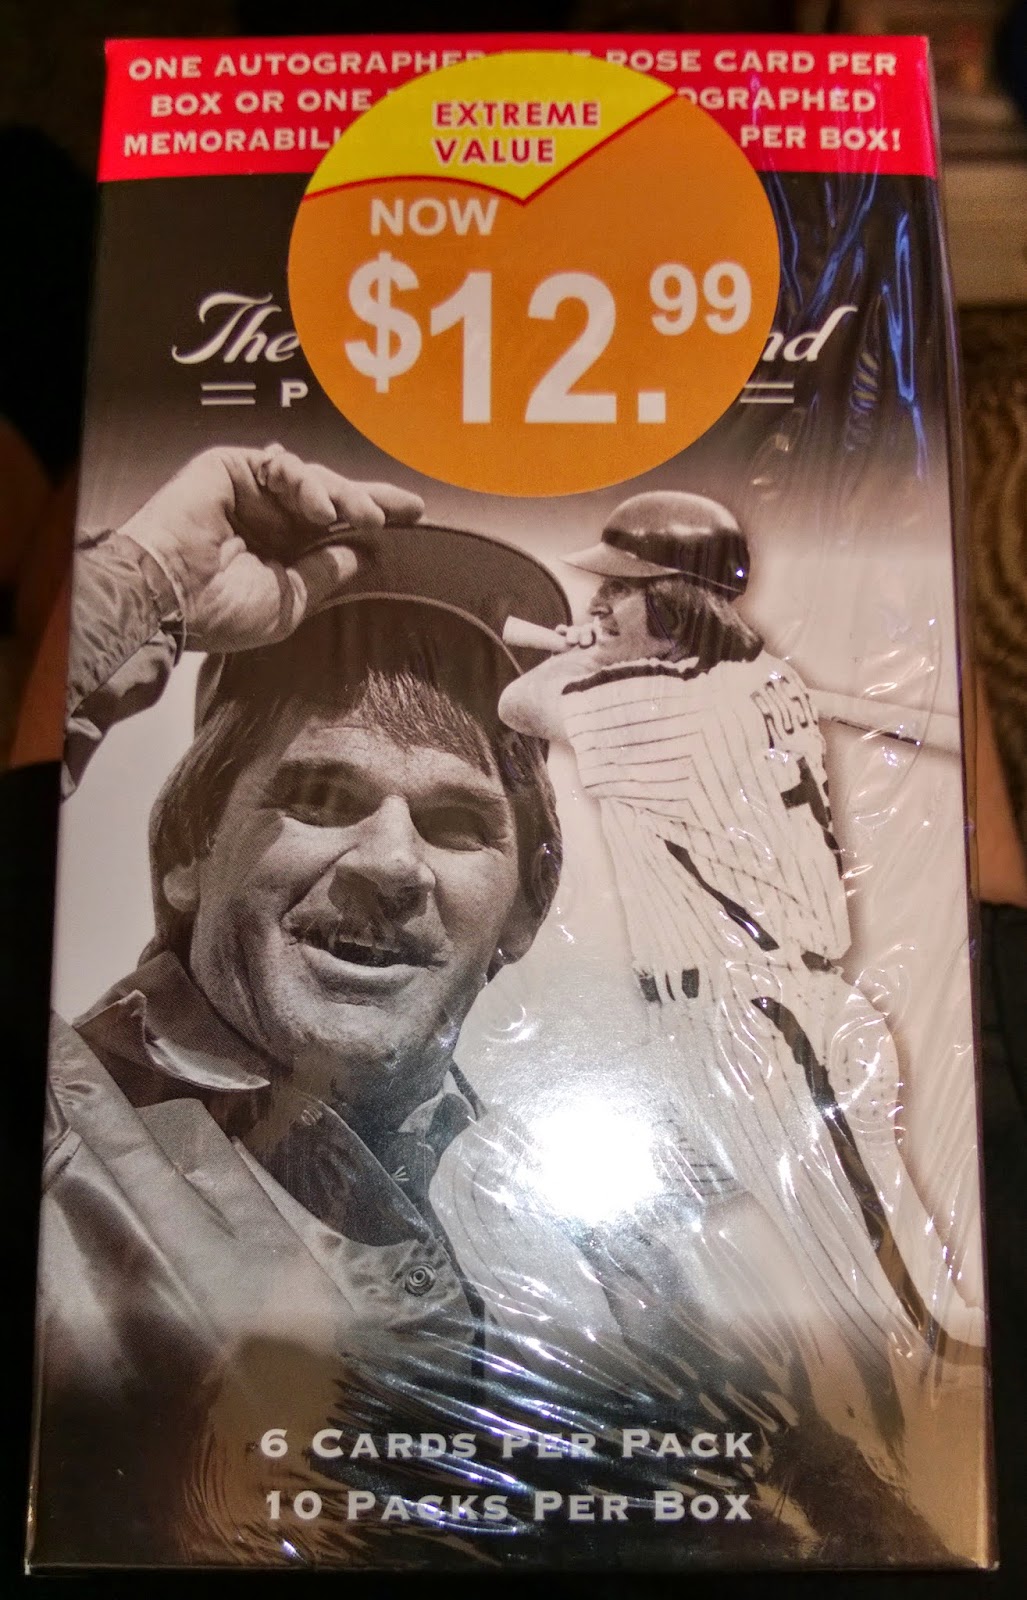 ONE AUTOGRAPHED ROSE CARD PER
BOX OR ONE OGRAPHED
MEMORABILI PER BOX!
EXTREME
VALUE
NOW
$12.99
The nd
P
ROSE
6 CARDS PER PACK
10 PACKS PER BOX